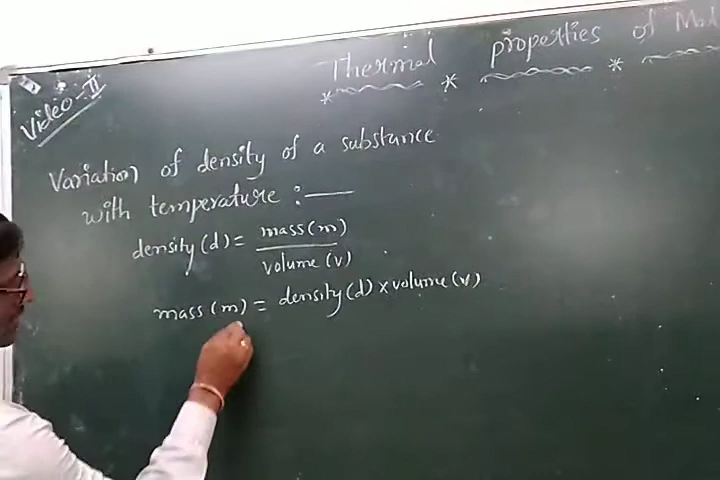 Thermal properties of
Video-II
Variation of density of a substance
with temperature :—
density(d) = mass(m)
volume(v)
mass(m) = density(d) × volume(v)